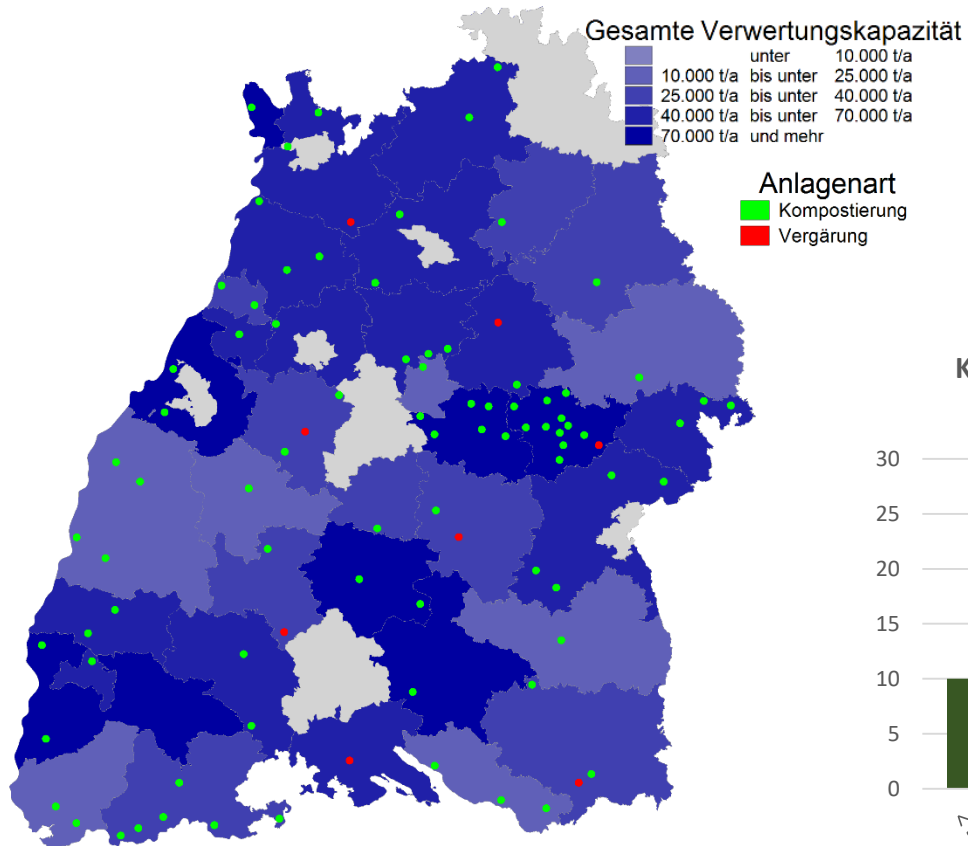 Gesamte Verwertungskapazität
unter 10.000 t/a
10.000 t/a bis unter 25.000 t/a
25.000 t/a bis unter 40.000 t/a
40.000 t/a bis unter 70.000 t/a
70.000 t/a und mehr
Anlagenart
Kompostierung
Vergärung
K
30
25
20
15
10
5
0